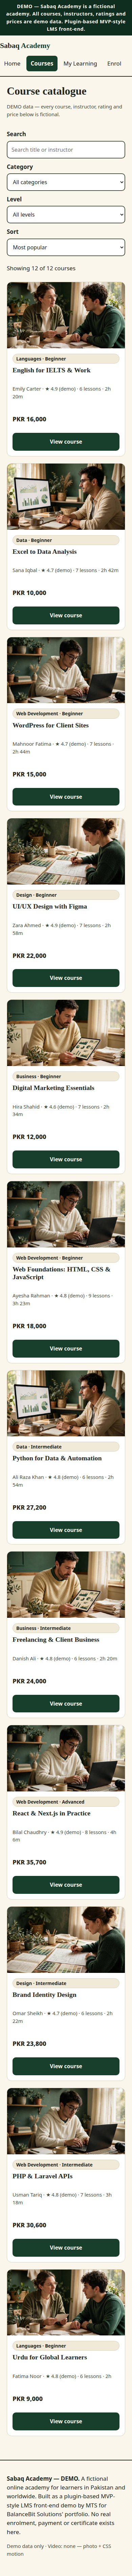 DEMO — Sabaq Academy is a fictional
academy. All courses, instructors, ratings and
prices are demo data. Plugin-based MVP-style
LMS front-end.
Sabaq Academy
Home Courses My Learning Enrol
Course catalogue
DEMO data — every course, instructor, rating and
price below is fictional.
Search
Search title or instructor
Category
All categories
Level
All levels
Sort
Most popular
Showing 12 of 12 courses
Languages · Beginner
English for IELTS & Work
Emily Carter · ★ 4.9 (demo) · 6 lessons · 2h
20m
PKR 16,000
View course
Data · Beginner
Excel to Data Analysis
Sana Iqbal · ★ 4.7 (demo) · 7 lessons · 2h 42m
PKR 10,000
View course
Web Development · Beginner
WordPress for Client Sites
Mahnoor Fatima · ★ 4.7 (demo) · 7 lessons ·
2h 44m
PKR 15,000
View course
Design · Beginner
UI/UX Design with Figma
Zara Ahmed · ★ 4.9 (demo) · 7 lessons · 2h
58m
PKR 22,000
View course
Business · Beginner
Digital Marketing Essentials
Hira Shahid · ★ 4.6 (demo) · 7 lessons · 2h
34m
PKR 12,000
View course
Web Development · Beginner
Web Foundations: HTML, CSS &
JavaScript
Ayesha Rahman · ★ 4.8 (demo) · 9 lessons ·
3h 23m
PKR 18,000
View course
Data · Intermediate
Python for Data & Automation
Ali Raza Khan · ★ 4.8 (demo) · 6 lessons · 2h
54m
PKR 27,200
View course
Business · Intermediate
Freelancing & Client Business
Danish Ali · ★ 4.8 (demo) · 6 lessons · 2h 20m
PKR 24,000
View course
Web Development · Advanced
React & Next.js in Practice
Bilal Chaudhry · ★ 4.9 (demo) · 8 lessons · 4h
6m
PKR 35,700
View course
Design · Intermediate
Brand Identity Design
Omar Sheikh · ★ 4.7 (demo) · 6 lessons · 2h
22m
PKR 23,800
View course
Web Development · Intermediate
PHP & Laravel APIs
Usman Tariq · ★ 4.8 (demo) · 7 lessons · 3h
18m
PKR 30,600
View course
Languages · Beginner
Urdu for Global Learners
Fatima Noor · ★ 4.8 (demo) · 6 lessons · 2h
PKR 9,000
View course
Sabaq Academy — DEMO. A fictional
online academy for learners in Pakistan and
worldwide. Built as a plugin-based MVP-
style LMS front-end demo by MTS for
BalanceBit Solutions' portfolio. No real
enrolment, payment or certificate exists
here.
Demo data only · Video: none — photo + CSS
motion